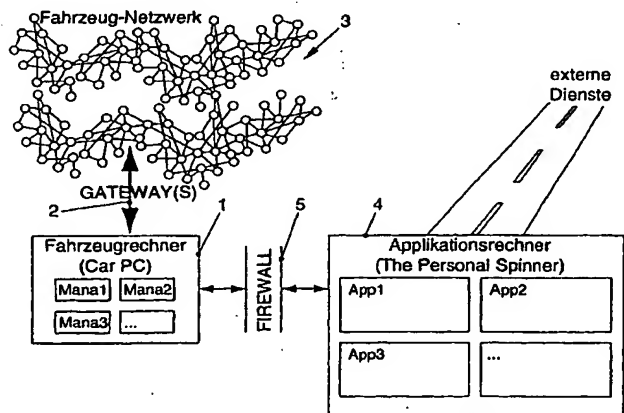 Fahrzeug-Netzwerk
3
externe
Dienste
GATEWAY(S)
2
1
5
4
Fahrzeugrechner
(Car PC)
Mana1
Mana2
Mana3
...
FIREWALL
Applikationsrechner
(The Personal Spinner)
App1
App2
App3
...